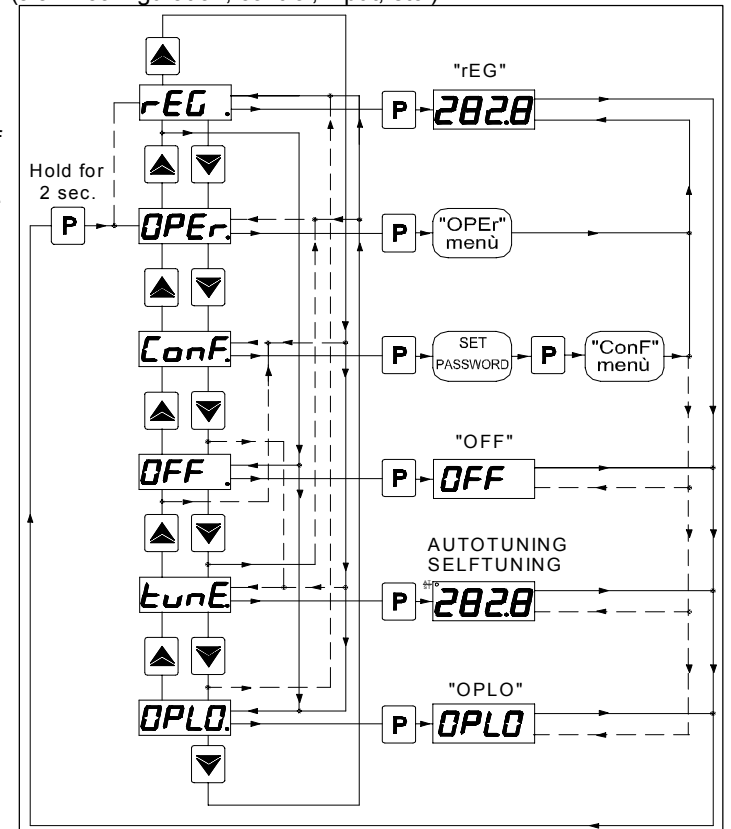 "rEG"
rEG.
P
282.8
Hold for
2 sec.
P
OPEr.
P
"OPEr"
menù
ConF.
P
SET
PASSWORD
P
"ConF"
menù
"OFF"
OFF.
P
OFF
AUTOTUNING
SELFTUNING
tunE.
P
282.8
"OPLO"
OPLO.
P
OPLO